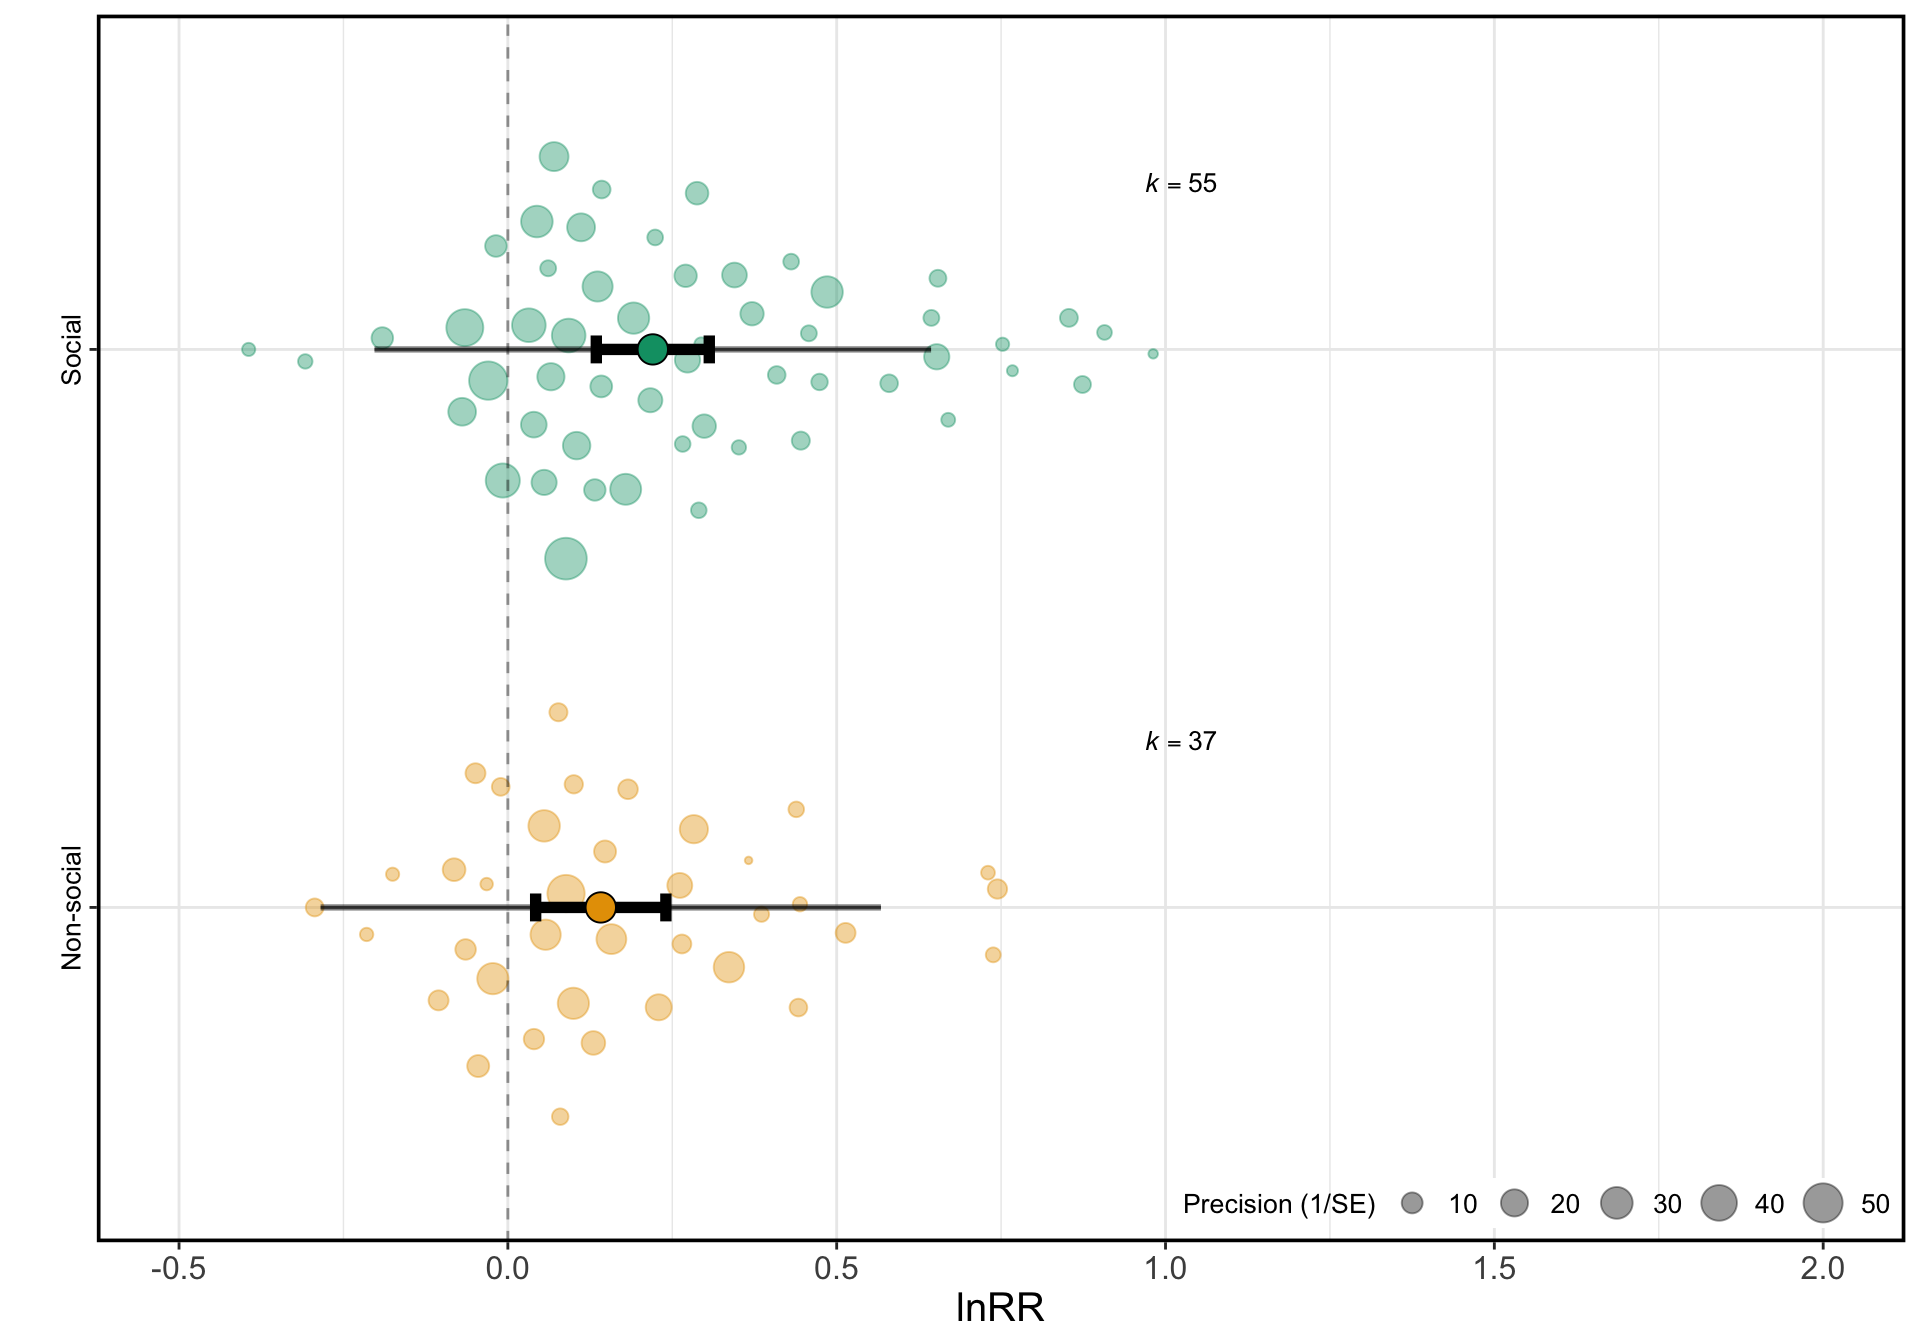 k = 55
Social
k = 37
Non-social
Precision (1/SE) 10 20 30 40 50
-0.5 0.0 0.5 1.0 1.5 2.0
lnRR